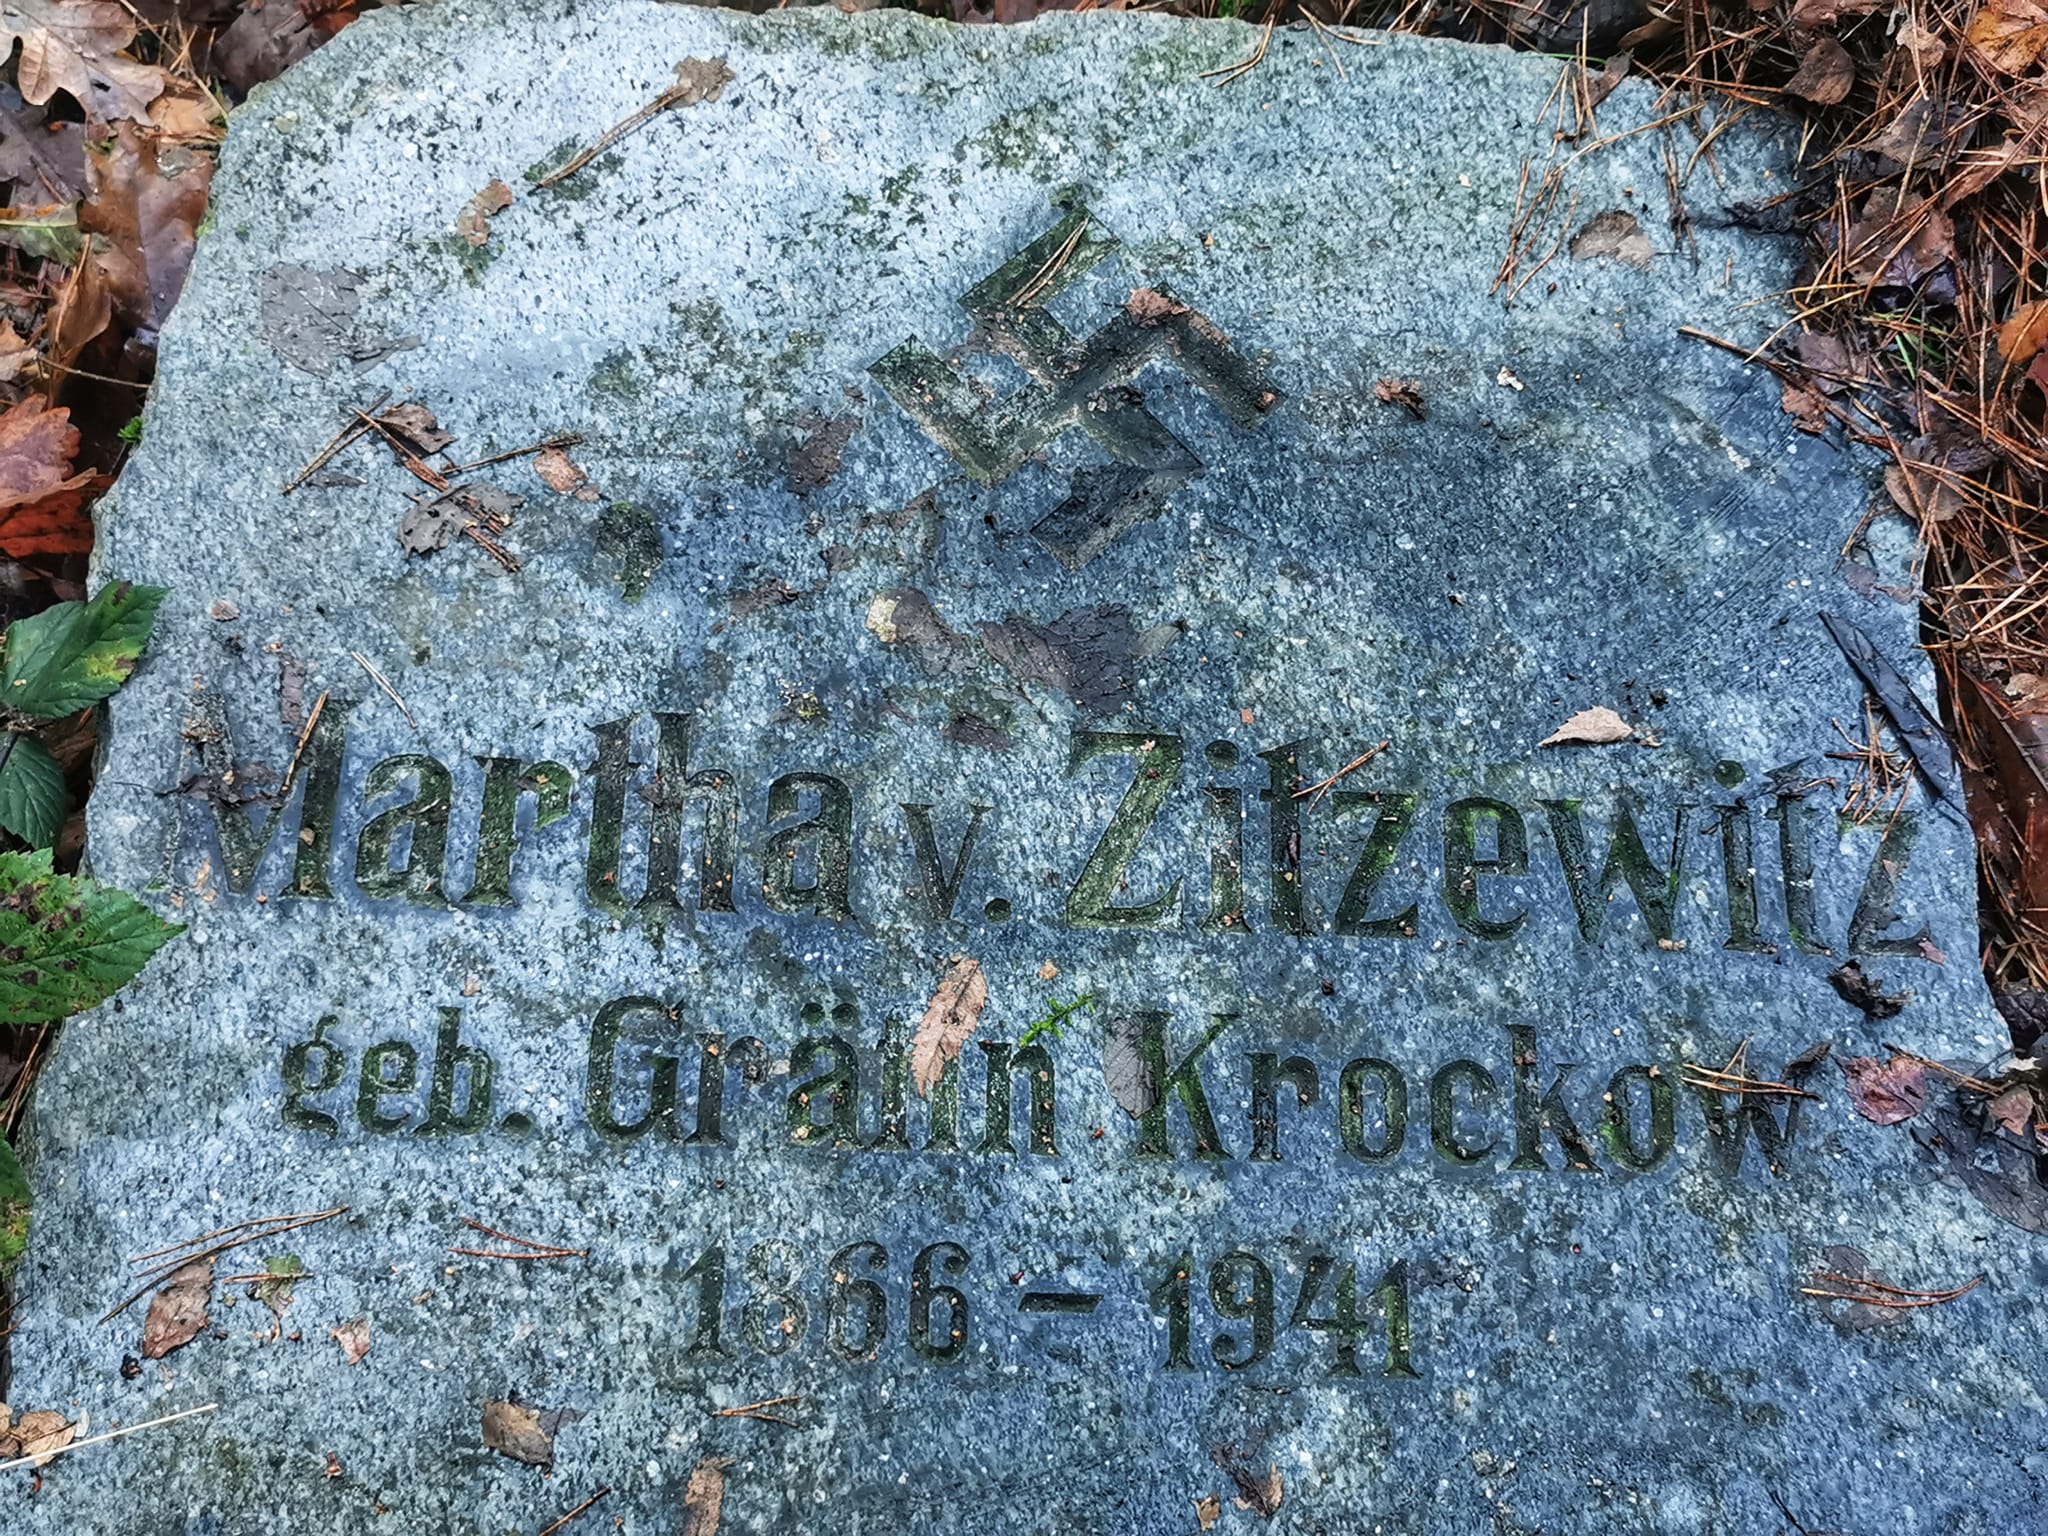 Martha v. Zitzewitz
geb. Gräfin Krockow
1866 – 1941